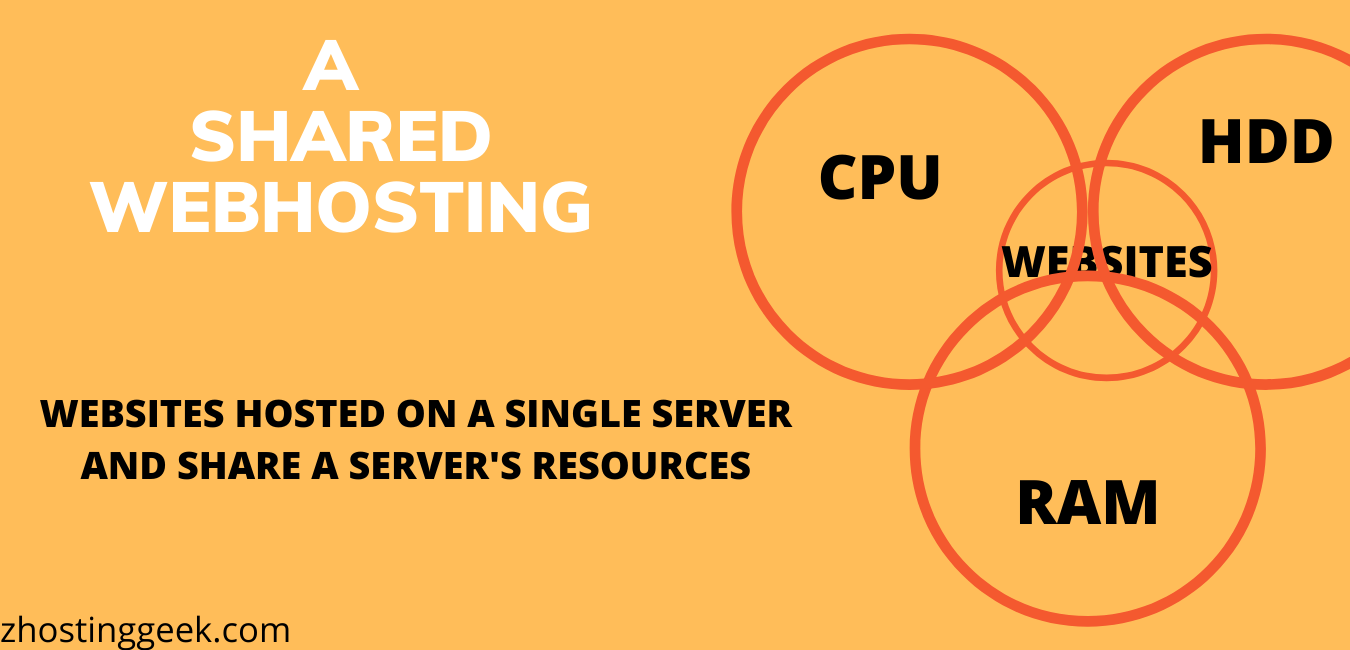 A
SHARED
WEBHOSTING
CPU
HDD
WEBSITES
WEBSITES HOSTED ON A SINGLE SERVER
AND SHARE A SERVER'S RESOURCES
RAM
zhostinggeek.com